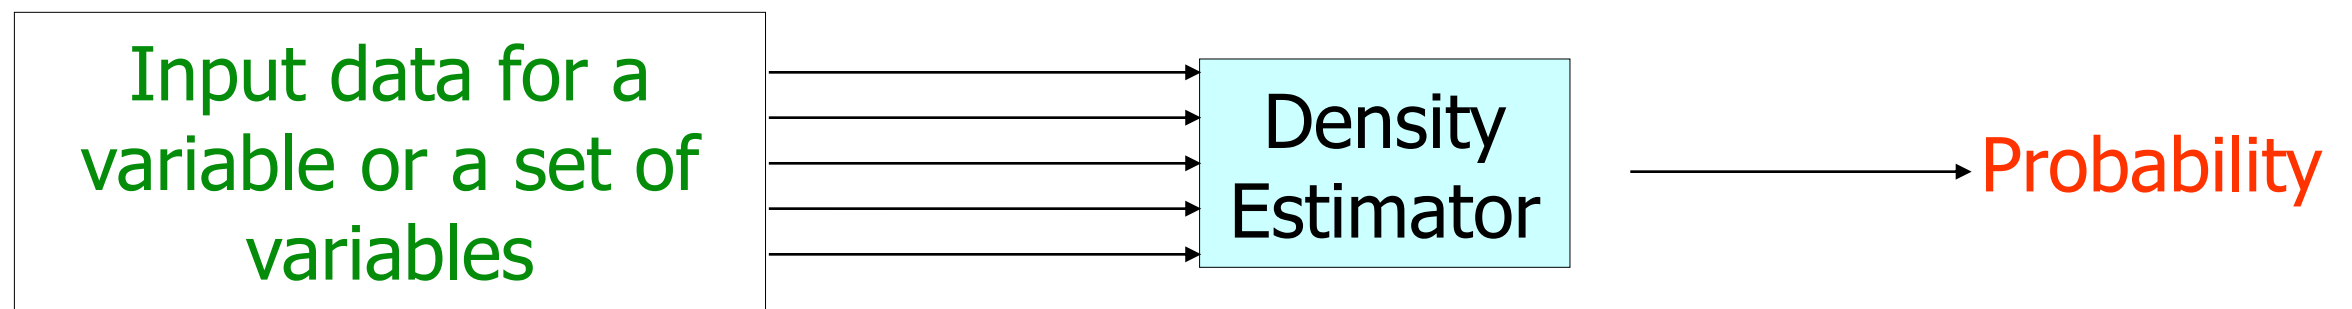 Input data for a
variable or a set of
variables
Density
Estimator
Probability